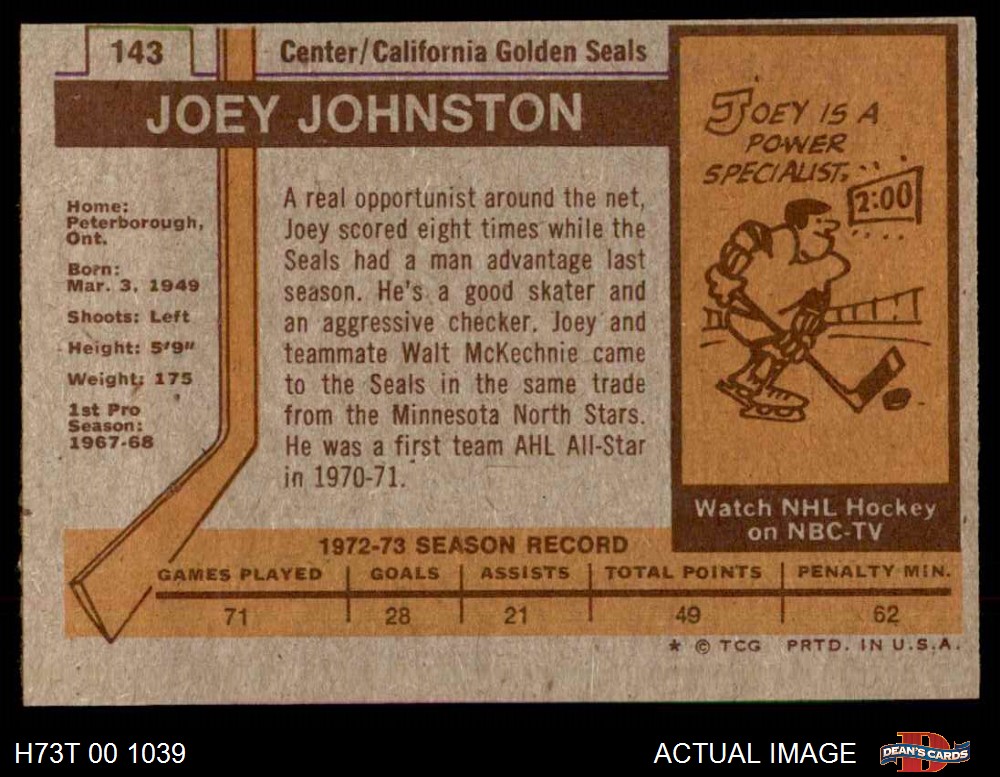 143
Center/California Golden Seals
JOEY JOHNSTON
Home:
Peterborough,
Ont.
Born:
Mar. 3, 1949
Shoots: Left
Height: 5'9"
Weight: 175
1st Pro
Season:
1967-68
A real opportunist around the net,
Joey scored eight times while the
Seals had a man advantage last
season. He's a good skater and
an aggressive checker. Joey and
teammate Walt McKechnie came
to the Seals in the same trade
from the Minnesota North Stars.
He was a first team AHL All-Star
in 1970-71.
JOEY IS A
POWER
SPECIALIST.
2:00
Watch NHL Hockey
on NBC-TV
1972-73 SEASON RECORD
GAMES PLAYED GOALS ASSISTS TOTAL POINTS PENALTY MIN.
71 28 21 49 62
* © TCG PRTD. IN U.S.A.
H73T 00 1039
ACTUAL IMAGE
D
DEAN'S CARDS